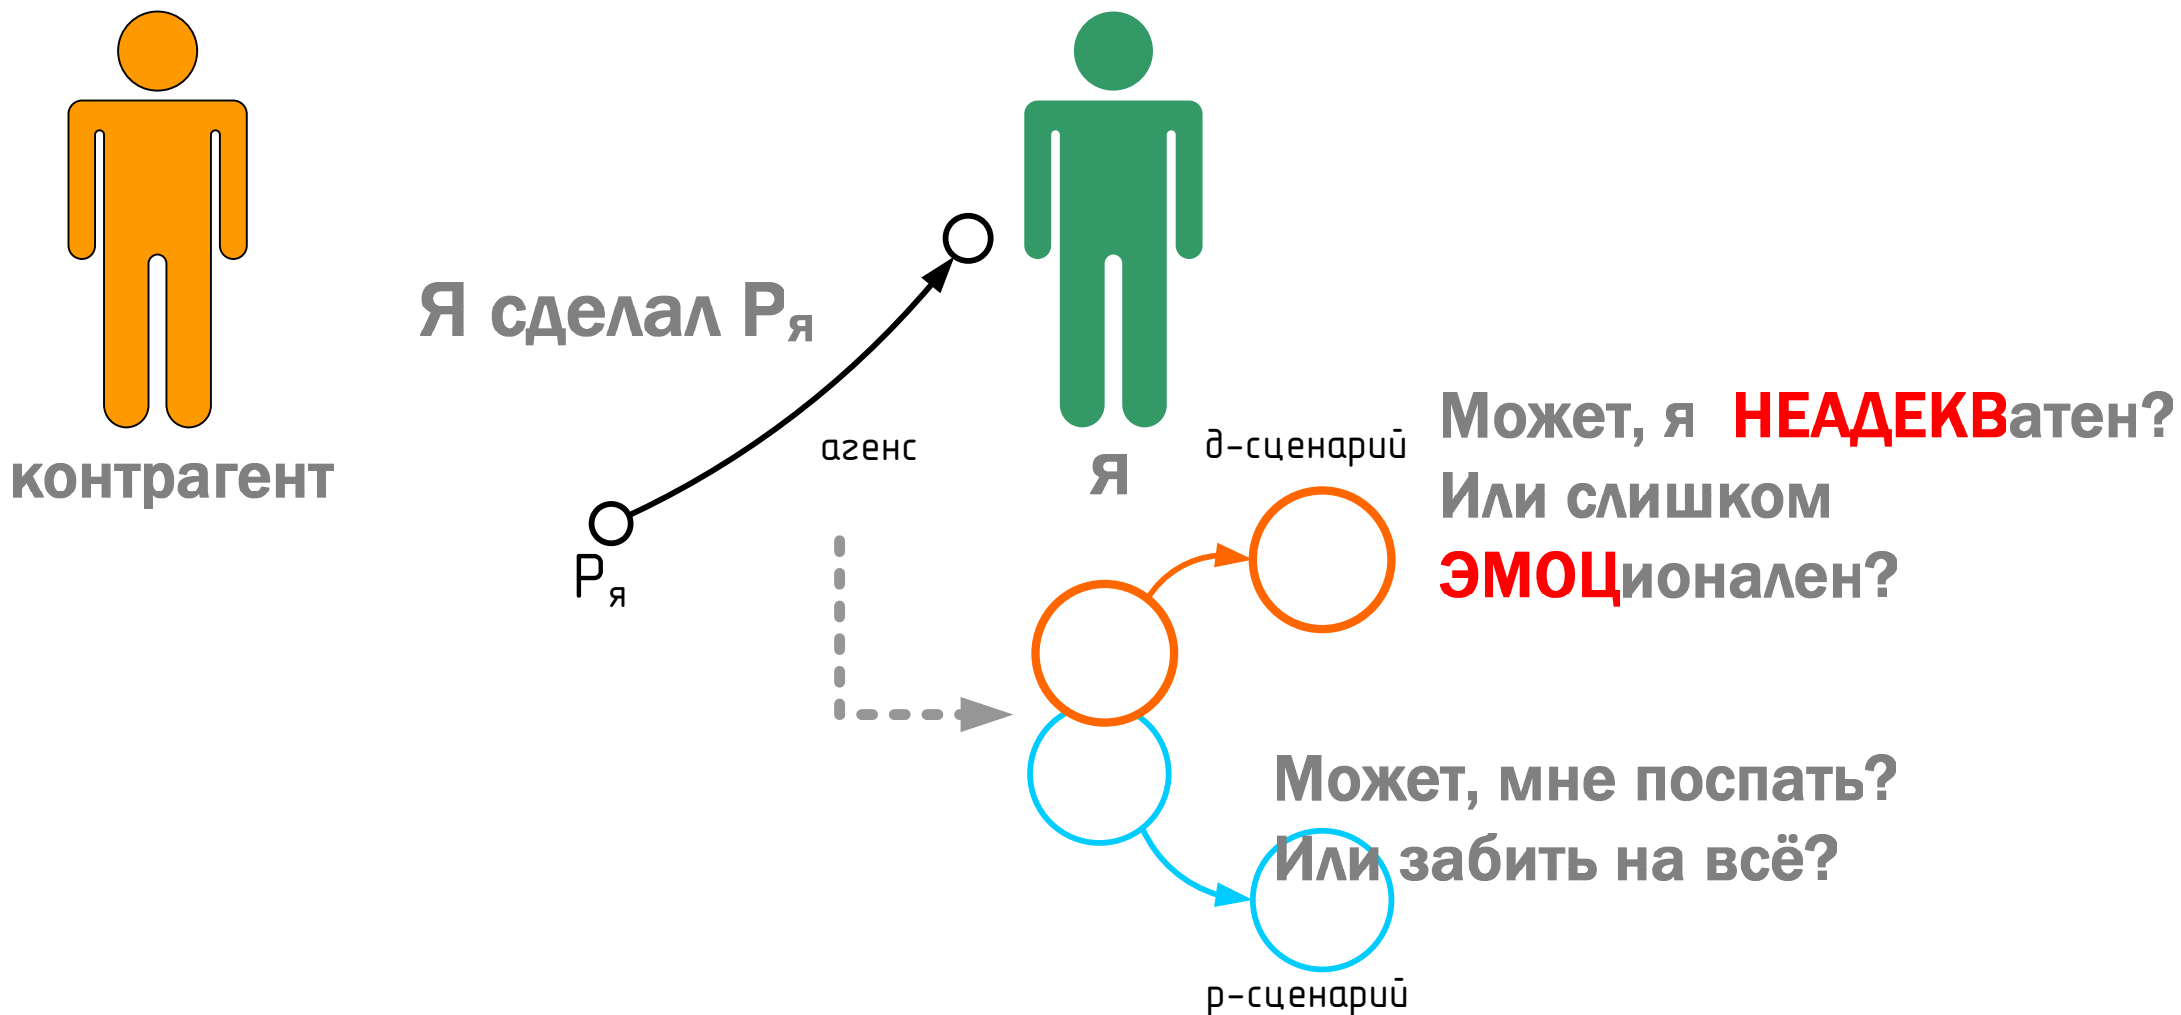 Я сделал Pя
контрагент
агенс
я
Pя
д-сценарий
Может, я НЕАДЕКВатен?
Или слишком
ЭМОЦионален?
Может, мне поспать?
Или забить на всё?
р-сценарий